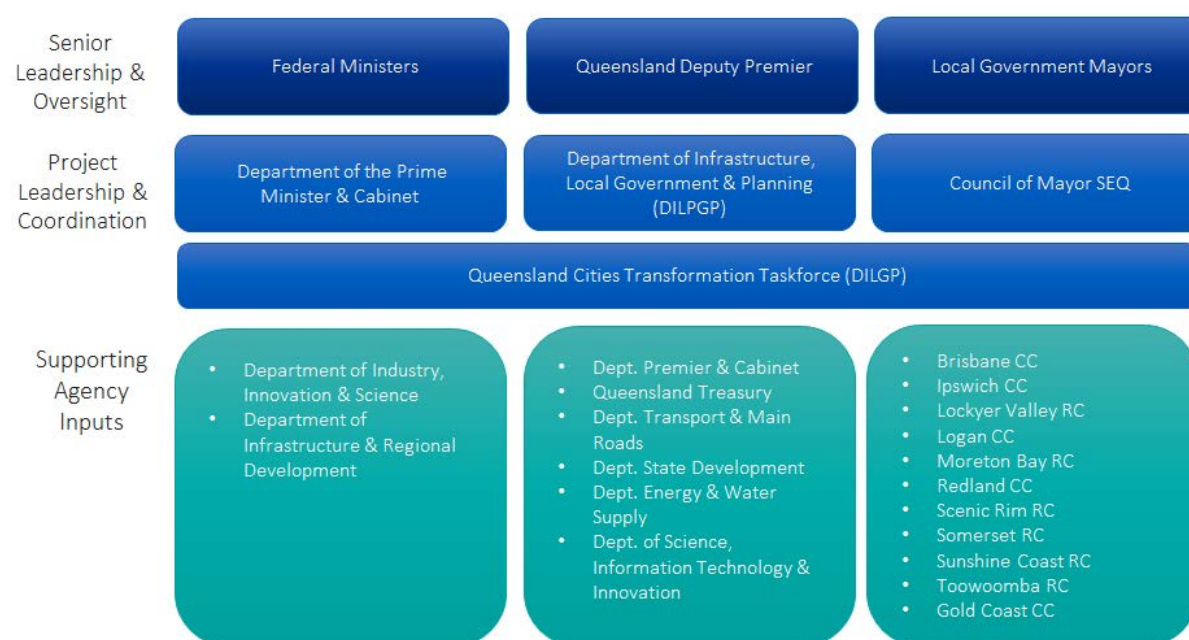 Senior
Leadership &
Oversight
Federal Ministers
Queensland Deputy Premier
Local Government Mayors
Project
Leadership &
Coordination
Department of the Prime
Minister & Cabinet
Department of Infrastructure,
Local Government & Planning
(DILPGP)
Council of Mayor SEQ
Queensland Cities Transformation Taskforce (DILGP)
Supporting
Agency
Inputs
• Department of Industry,
Innovation & Science
• Department of
Infrastructure & Regional
Development
• Dept. Premier & Cabinet
• Queensland Treasury
• Dept. Transport & Main
Roads
• Dept. State Development
• Dept. Energy & Water
Supply
• Dept. of Science,
Information Technology &
Innovation
• Brisbane CC
• Ipswich CC
• Lockyer Valley RC
• Logan CC
• Moreton Bay RC
• Redland CC
• Scenic Rim RC
• Somerset RC
• Sunshine Coast RC
• Toowoomba RC
• Gold Coast CC